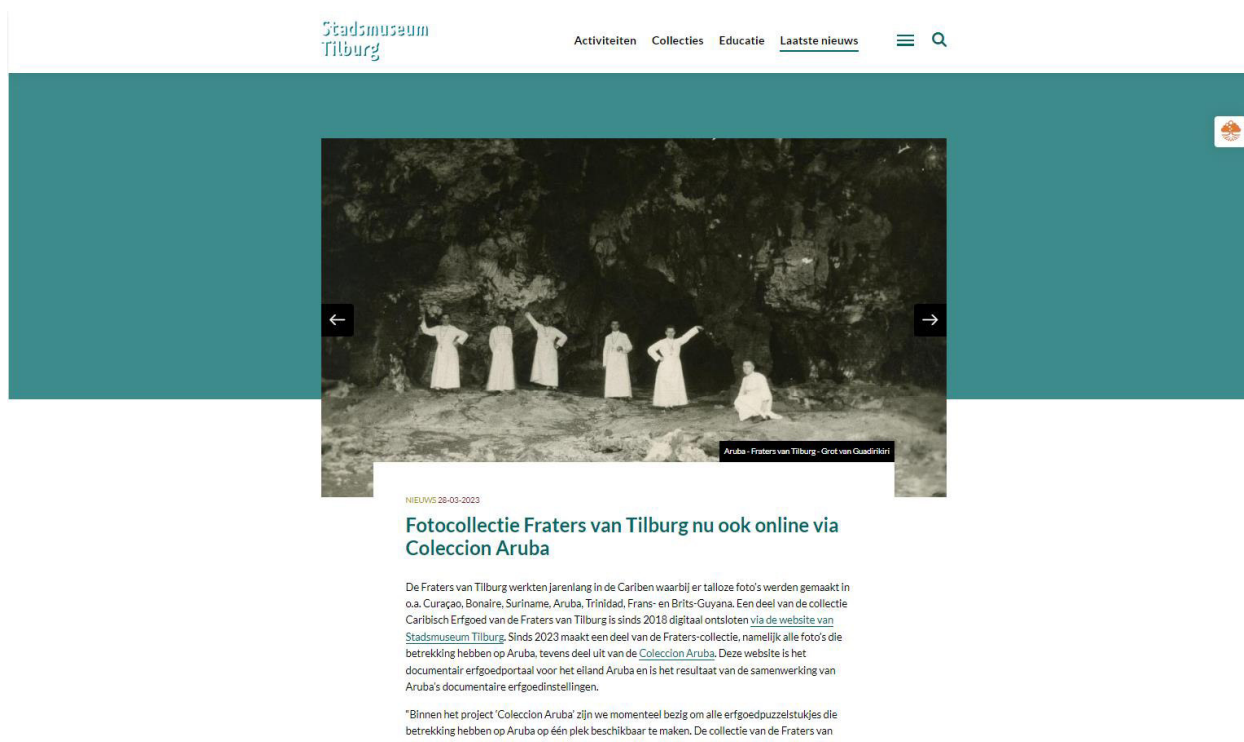 Stadsmuseum
Tilburg
Activiteiten Collecties Educatie Laatste nieuws
Aruba - Fraters van Tilburg - Grot van Guadirikiri
NIEUWS 28-03-2023
Fotocollectie Fraters van Tilburg nu ook online via
Coleccion Aruba
De Fraters van Tilburg werkten jarenlang in de Cariben waarbij er talloze foto's werden gemaakt in
o.a. Curaçao, Bonaire, Suriname, Aruba, Trinidad, Frans- en Brits-Guyana. Een deel van de collectie
Caribisch Erfgoed van de Fraters van Tilburg is sinds 2018 digitaal ontsloten via de website van
Stadsmuseum Tilburg. Sinds 2023 maakt een deel van de Fraters-collectie, namelijk alle foto's die
betrekking hebben op Aruba, tevens deel uit van de Coleccion Aruba. Deze website is het
documentair erfgoedportaal voor het eiland Aruba en is het resultaat van de samenwerking van
Aruba's documentaire erfgoedinstellingen.
"Binnen het project 'Coleccion Aruba' zijn we momenteel bezig om alle erfgoedpuzzelstukjes die
betrekking hebben op Aruba op één plek beschikbaar te maken. De collectie van de Fraters van